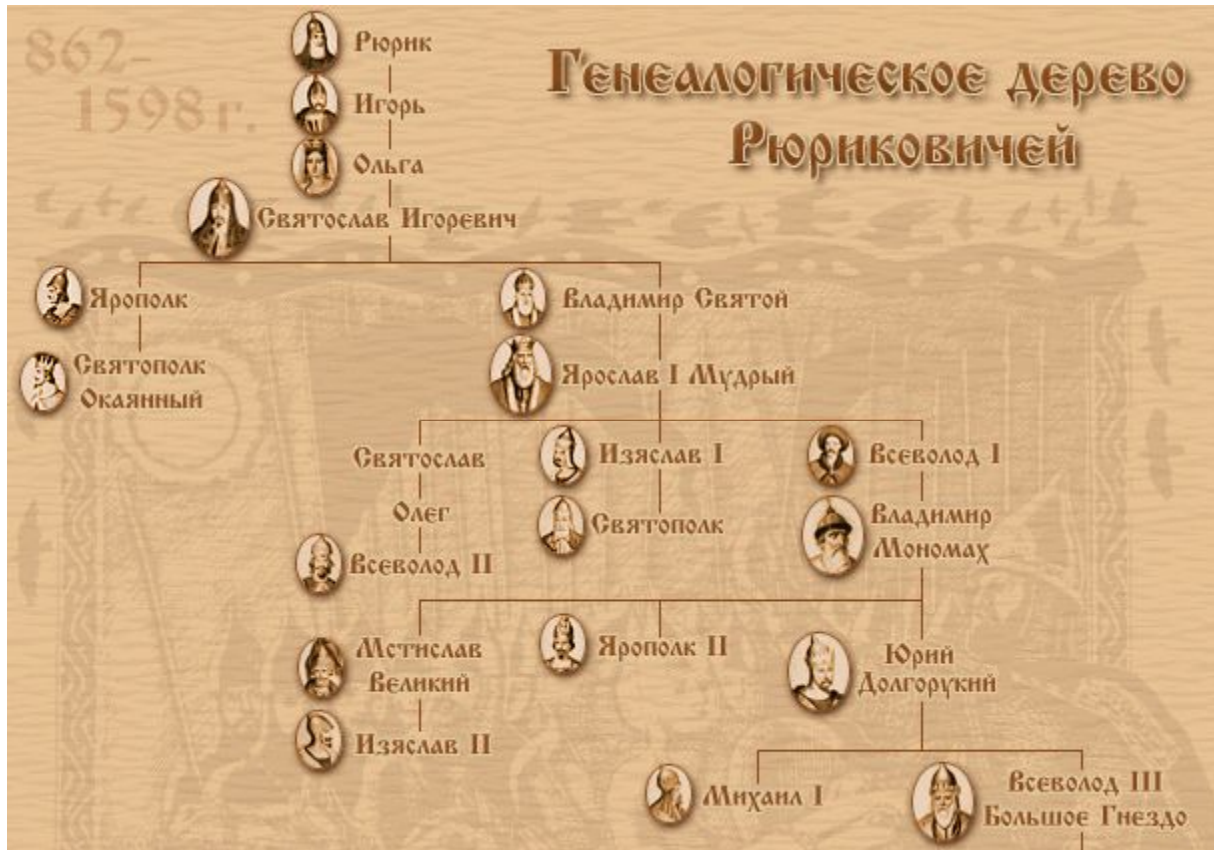 862-
1598 г.
Генеалогическое дерево
Рюриковичей
Рюрик
Игорь
Ольга
Святослав Игоревич
Ярополк
Владимир Святой
Святополк
Окаянный
Ярослав I Мудрый
Святослав
Изяслав I
Всеволод I
Олег
Святополк
Владимир
Мономах
Всеволод II
Мстислав
Великий
Ярополк II
Юрий
Долгорукий
Изяслав II
Михаил I
Всеволод III
Большое Гнездо